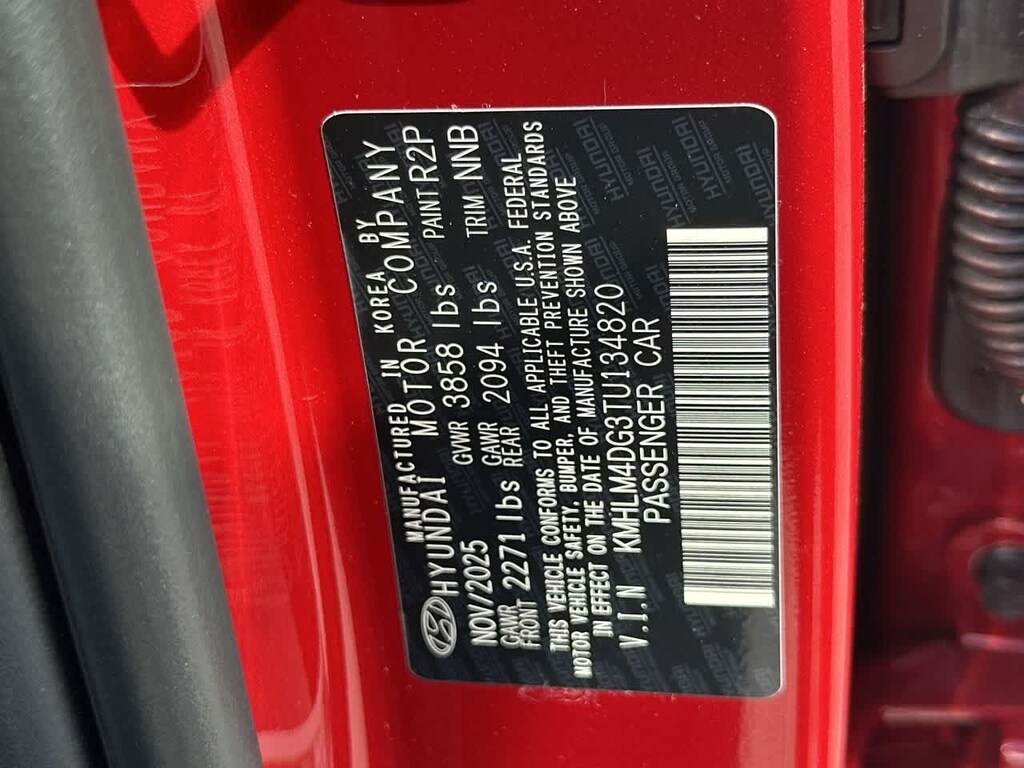 MANUFACTURED IN KOREA BY
HYUNDAI MOTOR COMPANY
NOV/2025 GVWR 3858 lbs PAINT R2P
GAWR FRONT 2271 lbs GAWR REAR 2094 lbs TRIM NNB
THIS VEHICLE CONFORMS TO ALL APPLICABLE U.S.A. FEDERAL
MOTOR VEHICLE SAFETY, BUMPER, AND THEFT PREVENTION STANDARDS
IN EFFECT ON THE DATE OF MANUFACTURE SHOWN ABOVE
V.I.N KMHLM4DG3TU134820
PASSENGER CAR